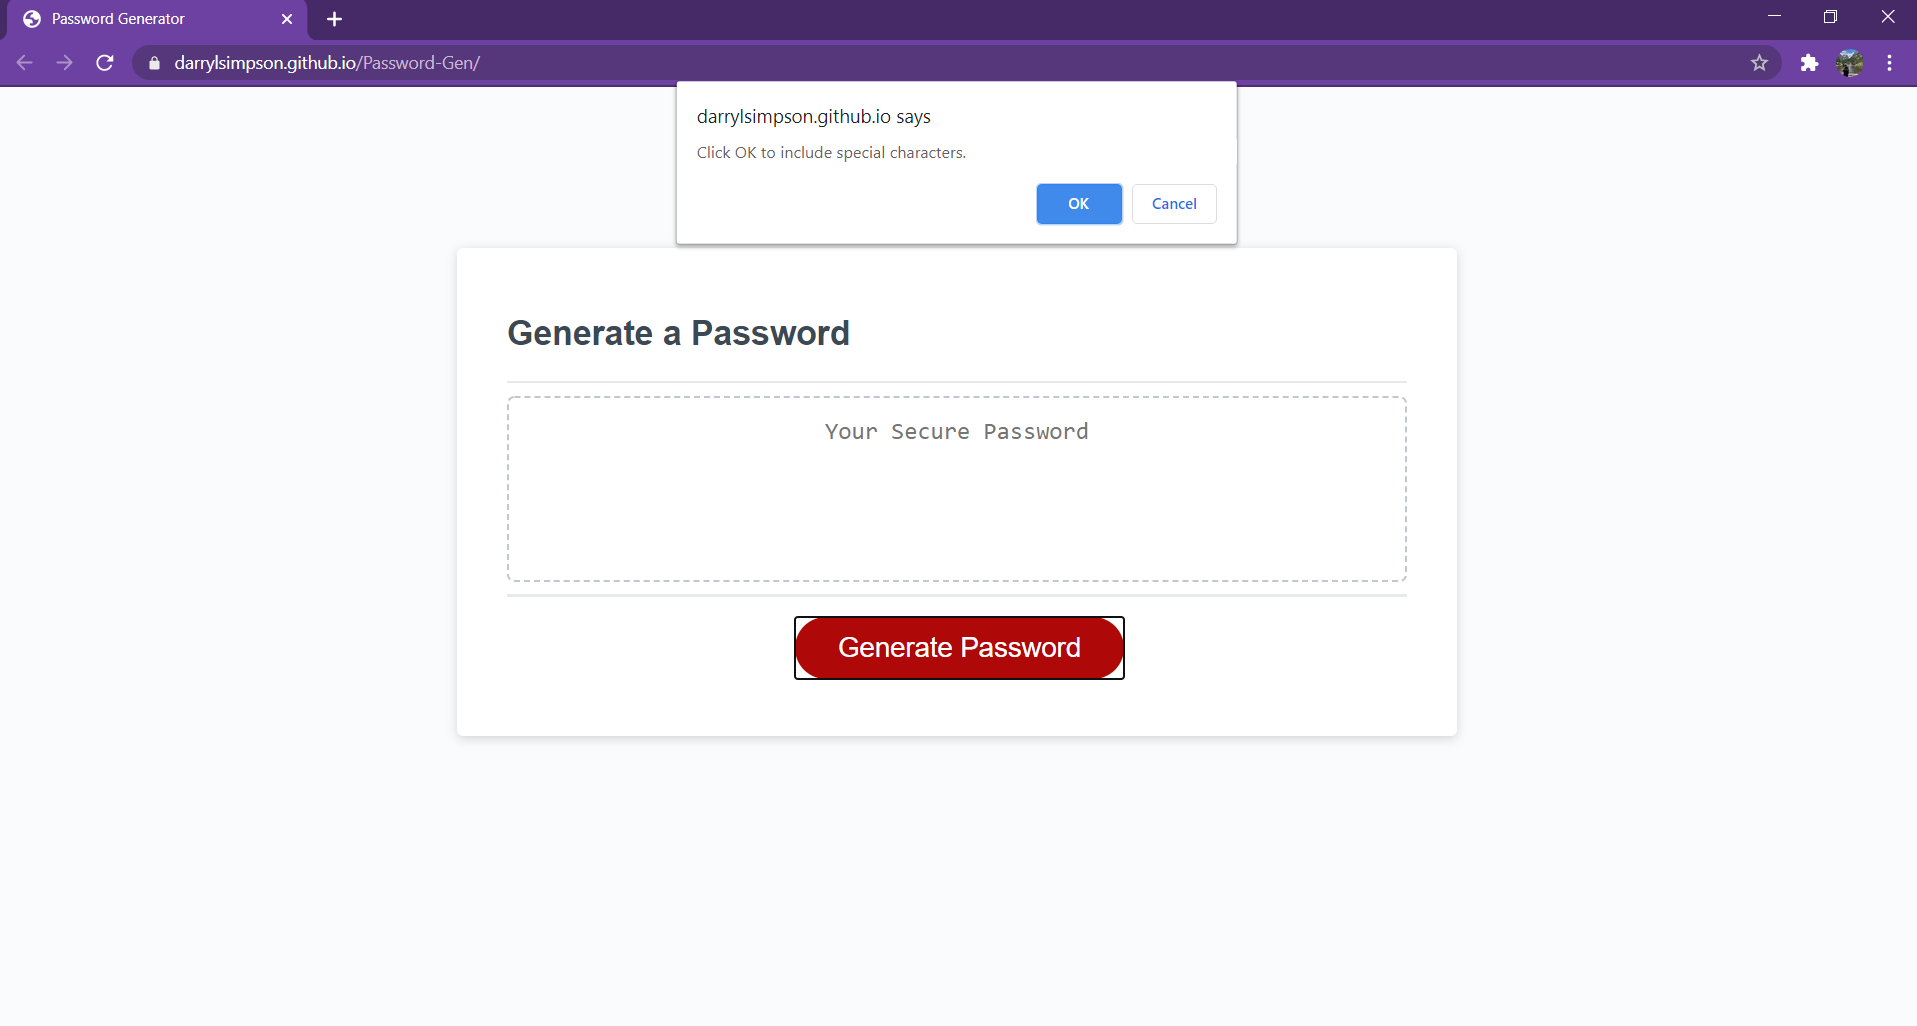 Password Generator
darrylsimpson.github.io/Password-Gen/
darrylsimpson.github.io says
Click OK to include special characters.
OK Cancel
Generate a Password
Your Secure Password
Generate Password